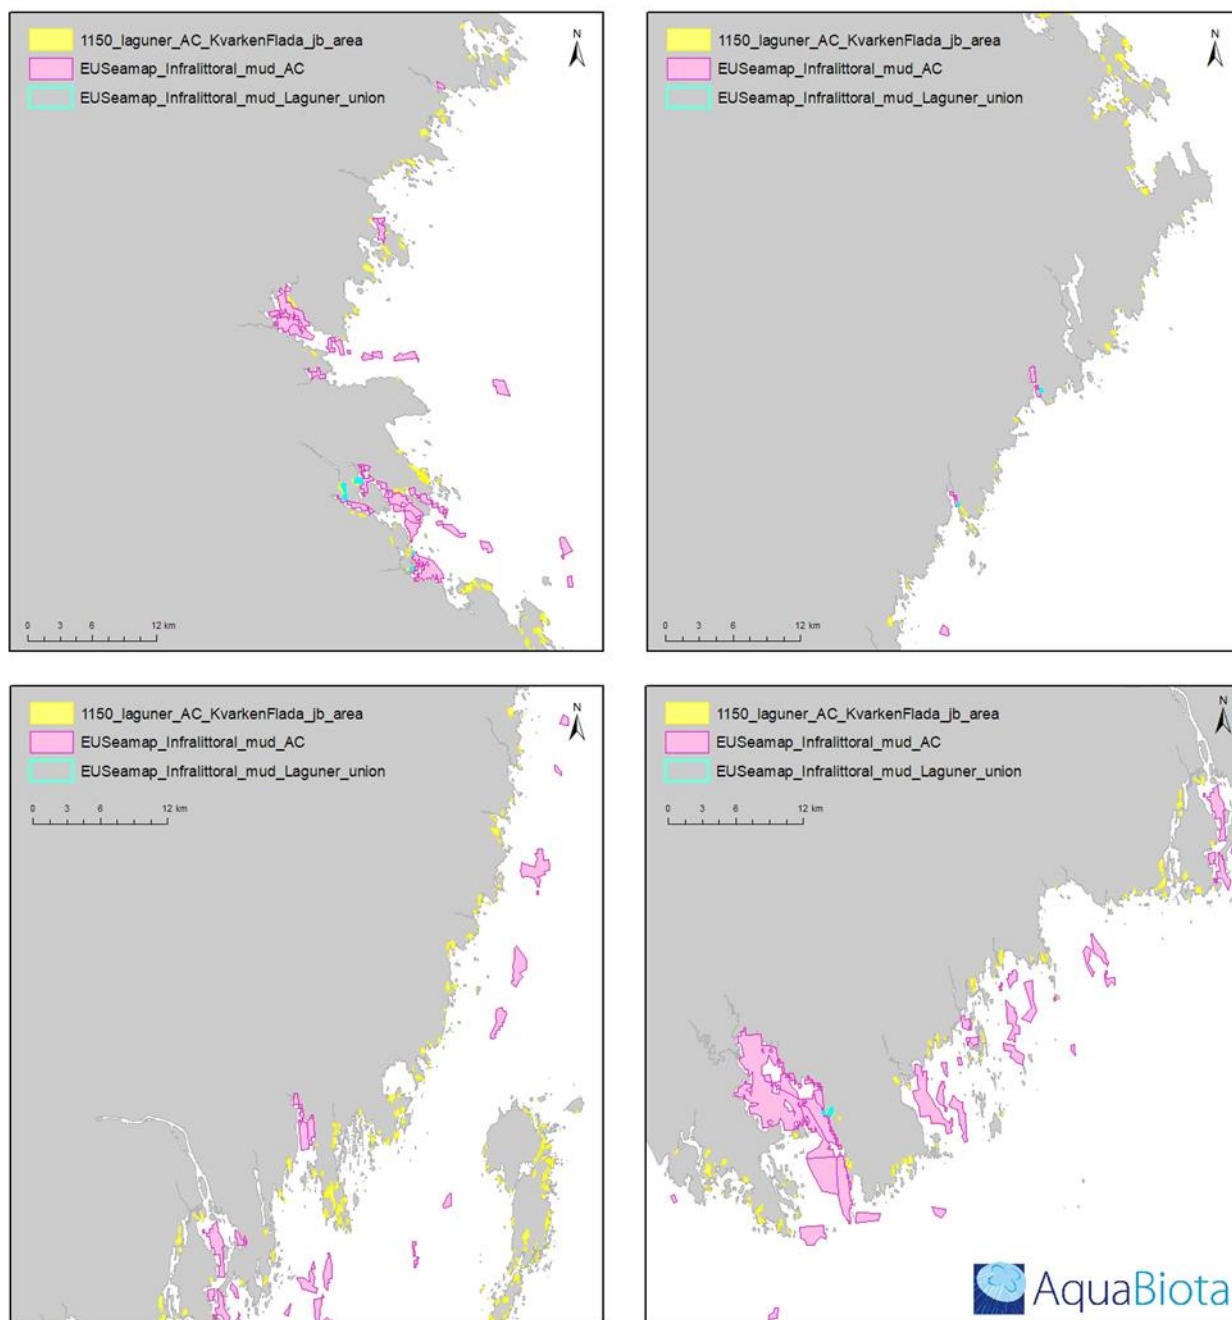 1150_laguner_AC_KvarkenFlada_jb_area
EUSeamap_Infralittoral_mud_AC
EUSeamap_Infralittoral_mud_Laguner_union
N
0 3 6 12 km
1150_laguner_AC_KvarkenFlada_jb_area
EUSeamap_Infralittoral_mud_AC
EUSeamap_Infralittoral_mud_Laguner_union
N
0 3 6 12 km
1150_laguner_AC_KvarkenFlada_jb_area
EUSeamap_Infralittoral_mud_AC
EUSeamap_Infralittoral_mud_Laguner_union
N
0 3 6 12 km
1150_laguner_AC_KvarkenFlada_jb_area
EUSeamap_Infralittoral_mud_AC
EUSeamap_Infralittoral_mud_Laguner_union
N
0 3 6 12 km
AquaBiota